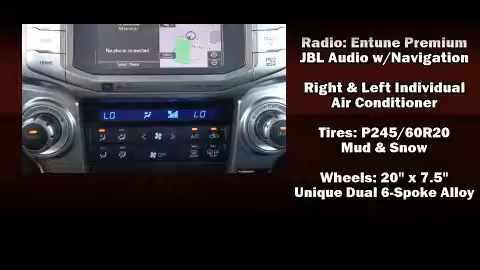 No phone connected
HOME
LO
LO
OFF
A/C
Radio: Entune Premium
JBL Audio w/Navigation
Right & Left Individual
Air Conditioner
Tires: P245/60R20
Mud & Snow
Wheels: 20" x 7.5"
Unique Dual 6-Spoke Alloy